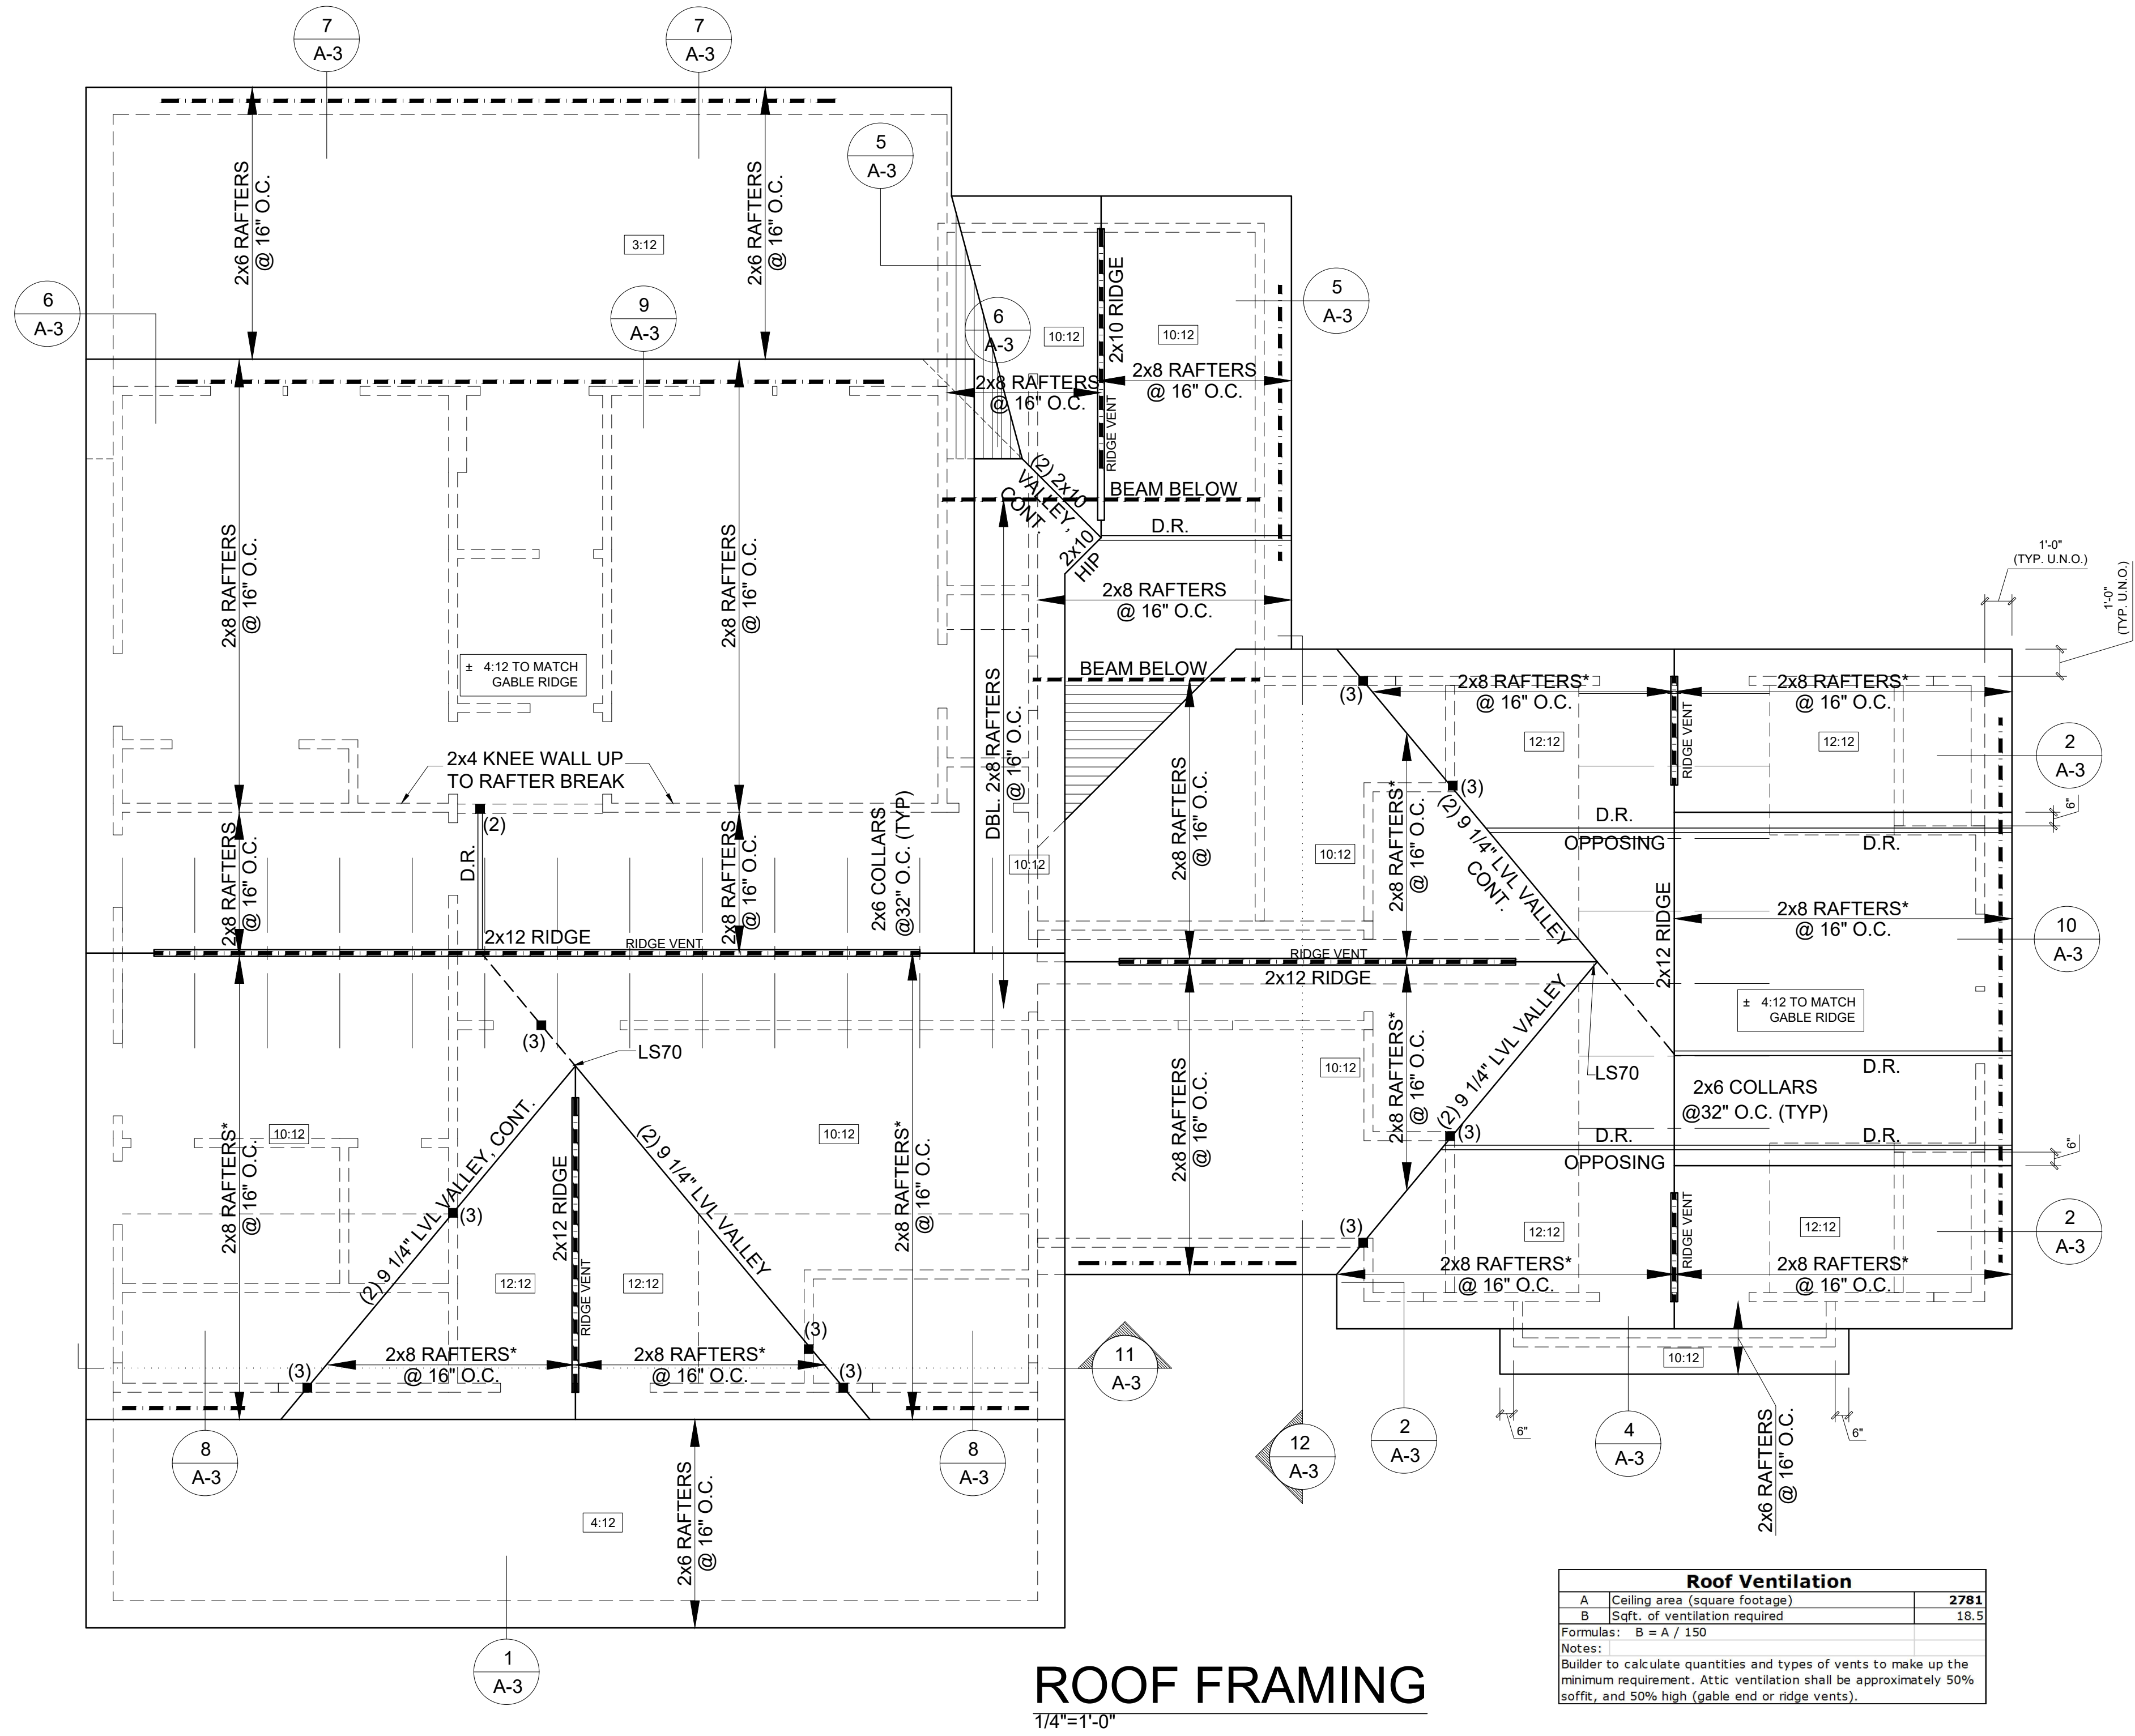 7
A-3
7
A-3
5
A-3
2x6 RAFTERS
@ 16" O.C.
2x6 RAFTERS
@ 16" O.C.
3:12
6
A-3
9
A-3
6
A-3
10:12
2x10 RIDGE
10:12
5
A-3
2x8 RAFTERS
@ 16" O.C.
2x8 RAFTERS
@ 16" O.C.
RIDGE VENT
(2) 2x10
VALLEY,
CONT.
BEAM BELOW
D.R.
2x10
HIP
2x8 RAFTERS
@ 16" O.C.
2x8 RAFTERS
@ 16" O.C.
2x8 RAFTERS
@ 16" O.C.
1'-0"
(TYP. U.N.O.)
1'-0"
(TYP. U.N.O.)
± 4:12 TO MATCH
GABLE RIDGE
BEAM BELOW
DBL. 2x8 RAFTERS
@ 16" O.C.
(3)
2x8 RAFTERS*
@ 16" O.C.
2x8 RAFTERS*
@ 16" O.C.
12:12
RIDGE VENT
12:12
2
A-3
2x4 KNEE WALL UP
TO RAFTER BREAK
(2)
D.R.
2x8 RAFTERS
@ 16" O.C.
2x8 RAFTERS
@ 16" O.C.
2x6 COLLARS
@32" O.C. (TYP)
10:12
2x8 RAFTERS
@ 16" O.C.
10:12
2x8 RAFTERS*
@ 16" O.C.
(3)
(2) 9 1/4" LVL VALLEY
CONT.
D.R.
OPPOSING
D.R.
6"
2x12 RIDGE
2x8 RAFTERS*
@ 16" O.C.
10
A-3
2x12 RIDGE
RIDGE VENT
RIDGE VENT
2x12 RIDGE
± 4:12 TO MATCH
GABLE RIDGE
(3)
LS70
LS70
D.R.
2x6 COLLARS
@32" O.C. (TYP)
10:12
2x8 RAFTERS
@ 16" O.C.
2x8 RAFTERS*
@ 16" O.C.
(2) 9 1/4" LVL VALLEY
(3)
D.R.
OPPOSING
D.R.
6"
2x8 RAFTERS*
@ 16" O.C.
10:12
(2) 9 1/4" LVL VALLEY, CONT.
(3)
2x12 RIDGE
(2) 9 1/4" LVL VALLEY
10:12
2x8 RAFTERS*
@ 16" O.C.
12:12
RIDGE VENT
12:12
(3)
12:12
RIDGE VENT
12:12
2
A-3
2x8 RAFTERS*
@ 16" O.C.
2x8 RAFTERS*
@ 16" O.C.
(3)
2x8 RAFTERS*
@ 16" O.C.
2x8 RAFTERS*
@ 16" O.C.
(3)
(3)
11
A-3
10:12
8
A-3
8
A-3
12
A-3
2
A-3
6"
4
A-3
2x6 RAFTERS
@ 16" O.C.
6"
4:12
2x6 RAFTERS
@ 16" O.C.
1
A-3
Roof Ventilation
A Ceiling area (square footage) 2781
B Sqft. of ventilation required 18.5
Formulas: B = A / 150
Notes:
Builder to calculate quantities and types of vents to make up the
minimum requirement. Attic ventilation shall be approximately 50%
soffit, and 50% high (gable end or ridge vents).
ROOF FRAMING
1/4"=1'-0"